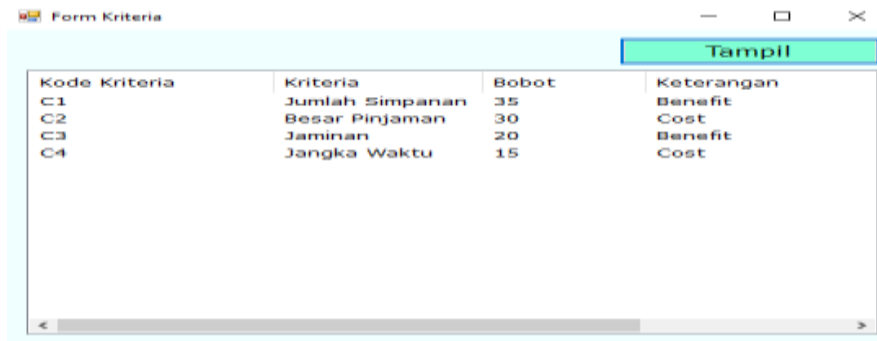 Form Kriteria
Tampil
Kode Kriteria Kriteria Bobot Keterangan
C1 Jumlah Simpanan 35 Benefit
C2 Besar Pinjaman 30 Cost
C3 Jaminan 20 Benefit
C4 Jangka Waktu 15 Cost